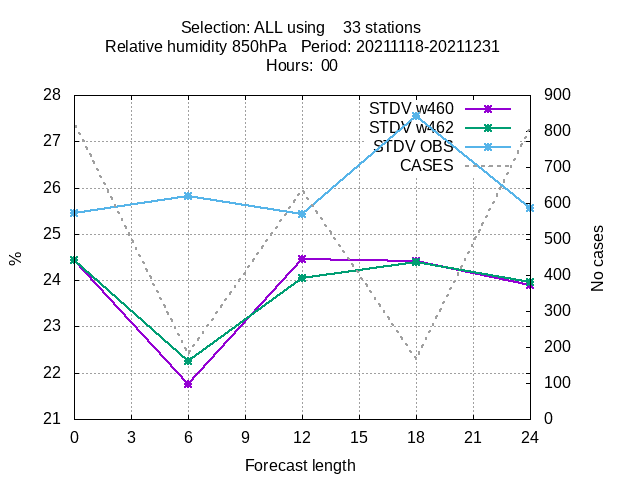 Selection: ALL using    33 stations
Relative humidity 850hPa   Period: 20211118-20211231
Hours:  00
STDV w460
STDV w462
STDV OBS
CASES
28
27
26
25
24
23
22
21
%
900
800
700
600
500
400
300
200
100
0
No cases
0 3 6 9 12 15 18 21 24
Forecast length